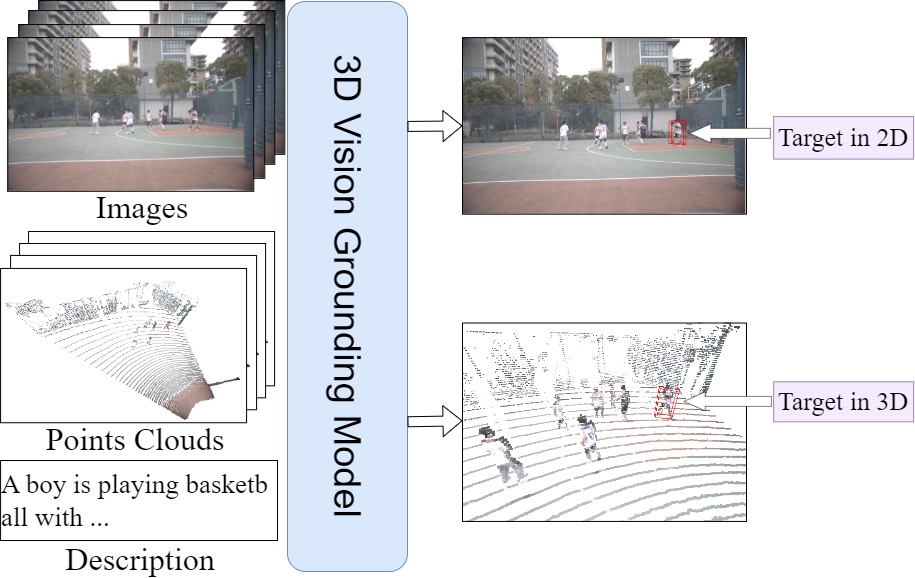 Images
Points Clouds
A boy is playing basketb
all with ...
Description
3D Vision Grounding Model
Target in 2D
Target in 3D